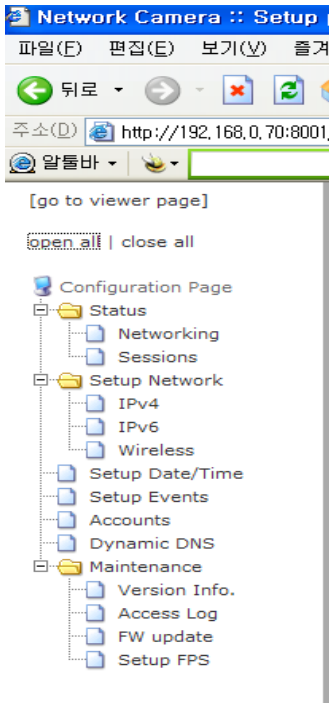 Network Camera :: Setup
파일(F) 편집(E) 보기(V) 즐겨
뒤로
주소(D) http://192.168.0.70:8001
알툴바
[go to viewer page]
open all | close all
Configuration Page
Status
Networking
Sessions
Setup Network
IPv4
IPv6
Wireless
Setup Date/Time
Setup Events
Accounts
Dynamic DNS
Maintenance
Version Info.
Access Log
FW update
Setup FPS